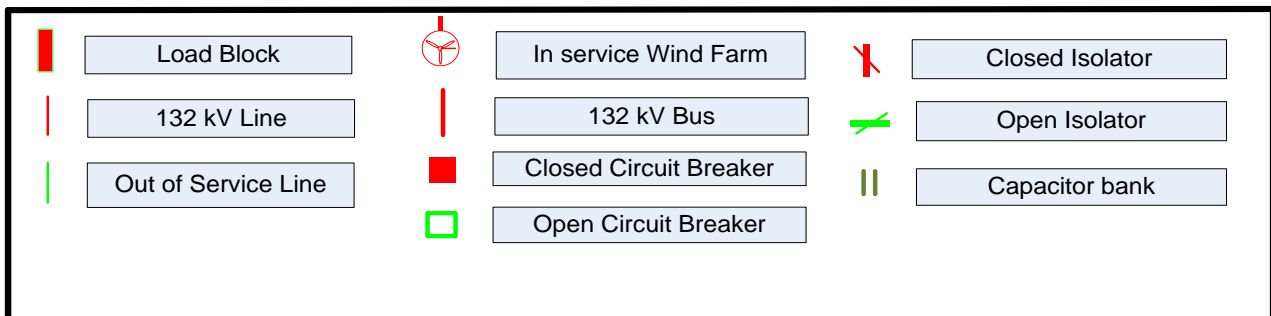 Load Block
In service Wind Farm
Closed Isolator
132 kV Line
132 kV Bus
Open Isolator
Out of Service Line
Closed Circuit Breaker
Capacitor bank
Open Circuit Breaker